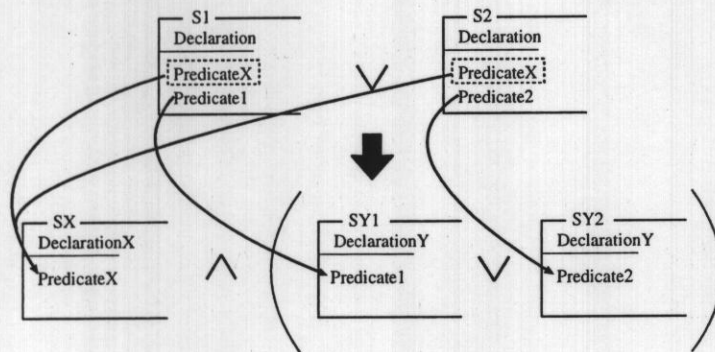 S1
Declaration
PredicateX
Predicate1
∨
S2
Declaration
PredicateX
Predicate2
SX
DeclarationX
PredicateX
∧
(
SY1
DeclarationY
Predicate1
∨
SY2
DeclarationY
Predicate2
)